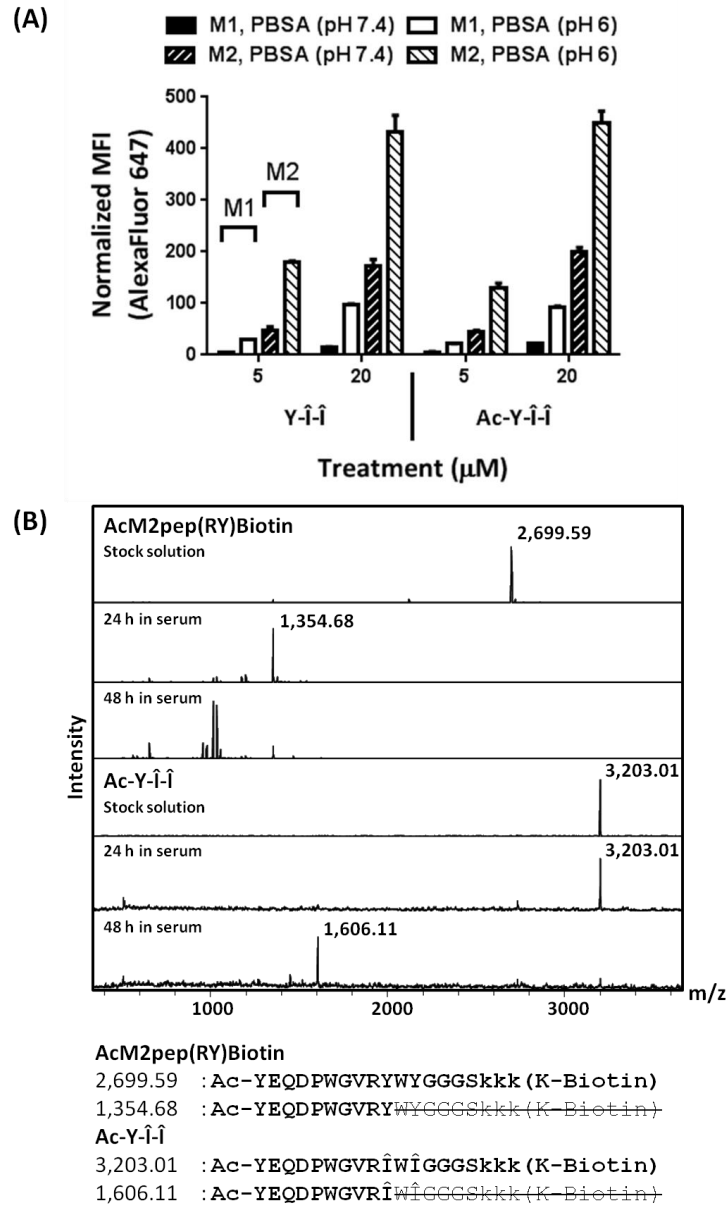 (A)
M1, PBSA (pH 7.4) M1, PBSA (pH 6)
M2, PBSA (pH 7.4) M2, PBSA (pH 6)
Normalized MFI
(AlexaFluor 647)
500
400
300
200
100
0
M1
M2
5 20 5 20
Y-Î-Î Ac-Y-Î-Î
Treatment (µM)
(B)
AcM2pep(RY)Biotin
Stock solution
2,699.59
24 h in serum
1,354.68
48 h in serum
Ac-Y-Î-Î
Stock solution
3,203.01
24 h in serum
3,203.01
48 h in serum
1,606.11
Intensity
1000 2000 3000 m/z
AcM2pep(RY)Biotin
2,699.59 :Ac-YEQDPWGVRYWYGGGSkkk(K-Biotin)
1,354.68 :Ac-YEQDPWGVRYWYGGGSkkk(K-Biotin)
Ac-Y-Î-Î
3,203.01 :Ac-YEQDPWGVRÎWÎGGGSkkk(K-Biotin)
1,606.11 :Ac-YEQDPWGVRÎWÎGGGSkkk(K-Biotin)